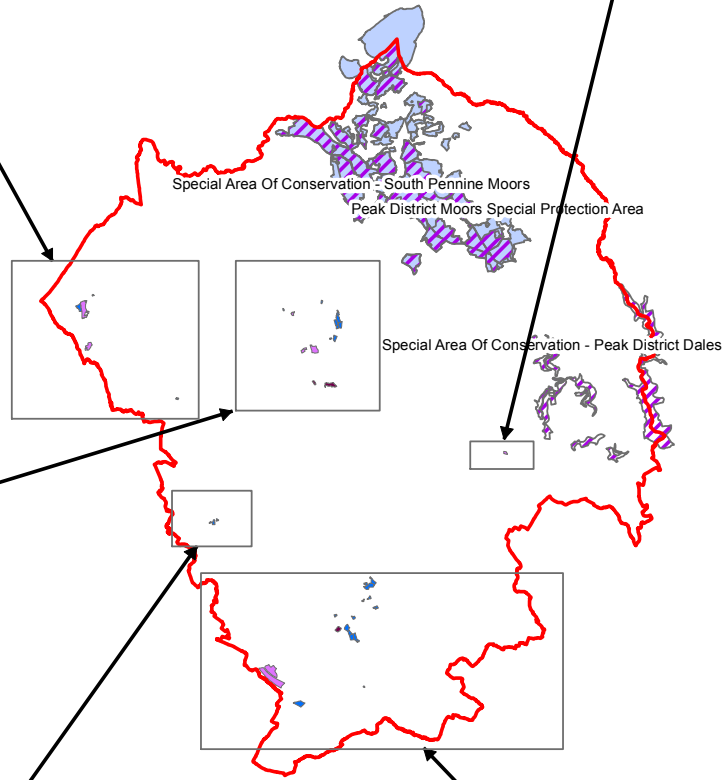 Special Area Of Conservation - South Pennine Moors
Peak District Moors Special Protection Area
Special Area Of Conservation - Peak District Dales